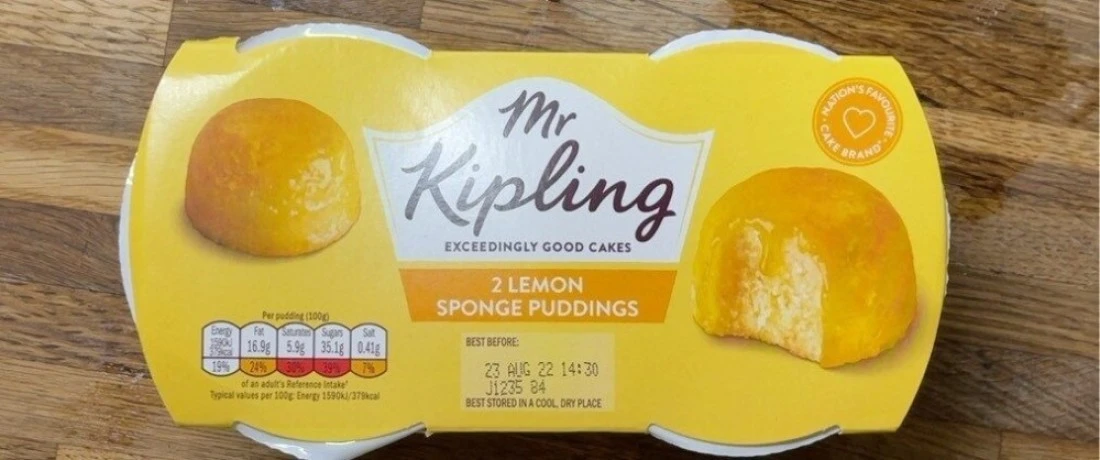 Mr
Kipling
EXCEEDINGLY GOOD CAKES
2 LEMON
SPONGE PUDDINGS
NATION'S FAVOURITE
CAKE BRAND
Per pudding (100g)
Energy Fat Saturates Sugars Salt
1590kJ
379kcal 16.9g 5.9g 35.1g 0.41g
19% 24% 30% 39% 7%
of an adult's Reference Intake*
Typical values per 100g: Energy 1590kJ/379kcal
BEST BEFORE:
23 AUG 22 14:30
J1235 84
BEST STORED IN A COOL, DRY PLACE